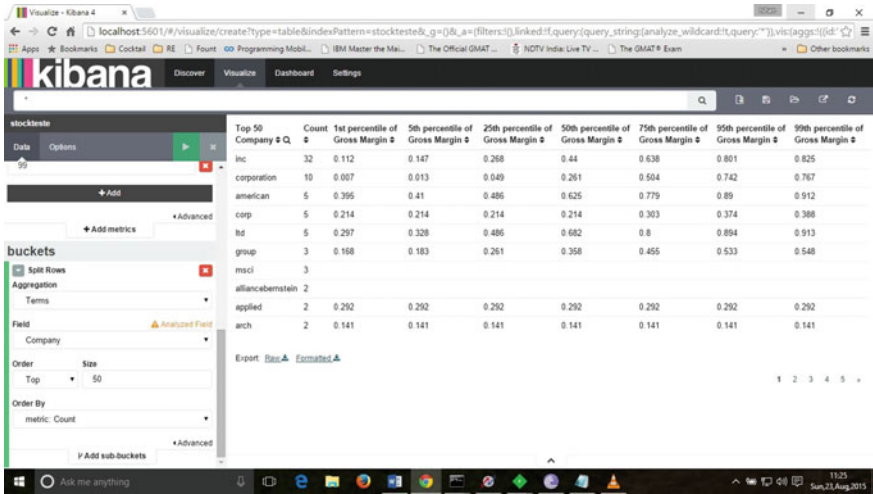 Visualize - Kibana 4
localhost:5601/#/visualize/create?type=table&indexPattern=stockteste&_g=()&_a=(filters:!(),linked:!f,query:(query_string:(analyze_wildcard:!t,query:'*')),vis:(aggs:!((id:'
Apps Bookmarks Cocktail RE Fount Programming Mobil... IBM Master the Mai... The Official GMAT ... NDTV India: Live TV ... The GMAT® Exam » Other bookmarks
kibana Discover Visualize Dashboard Settings
*
stockteste
Data Options
99
+ Add
Advanced
+ Add metrics
buckets
Split Rows
Aggregation
Terms
Field Analyzed Field
Company
Order Size
Top 50
Order By
metric: Count
Advanced
Add sub-buckets
Top 50 Company Count 1st percentile of Gross Margin 5th percentile of Gross Margin 25th percentile of Gross Margin 50th percentile of Gross Margin 75th percentile of Gross Margin 95th percentile of Gross Margin 99th percentile of Gross Margin
inc 32 0.112 0.147 0.268 0.44 0.638 0.801 0.825
corporation 10 0.007 0.013 0.049 0.261 0.504 0.742 0.767
american 5 0.395 0.41 0.486 0.625 0.779 0.89 0.912
corp 5 0.214 0.214 0.214 0.214 0.303 0.374 0.388
ltd 5 0.297 0.328 0.486 0.682 0.8 0.894 0.913
group 3 0.168 0.183 0.261 0.358 0.455 0.533 0.548
msci 3
alliancebernstein 2
applied 2 0.292 0.292 0.292 0.292 0.292 0.292 0.292
arch 2 0.141 0.141 0.141 0.141 0.141 0.141 0.141
Export: Raw Formatted
1 2 3 4 5 »
Ask me anything
11:25
Sun,23,Aug,2015